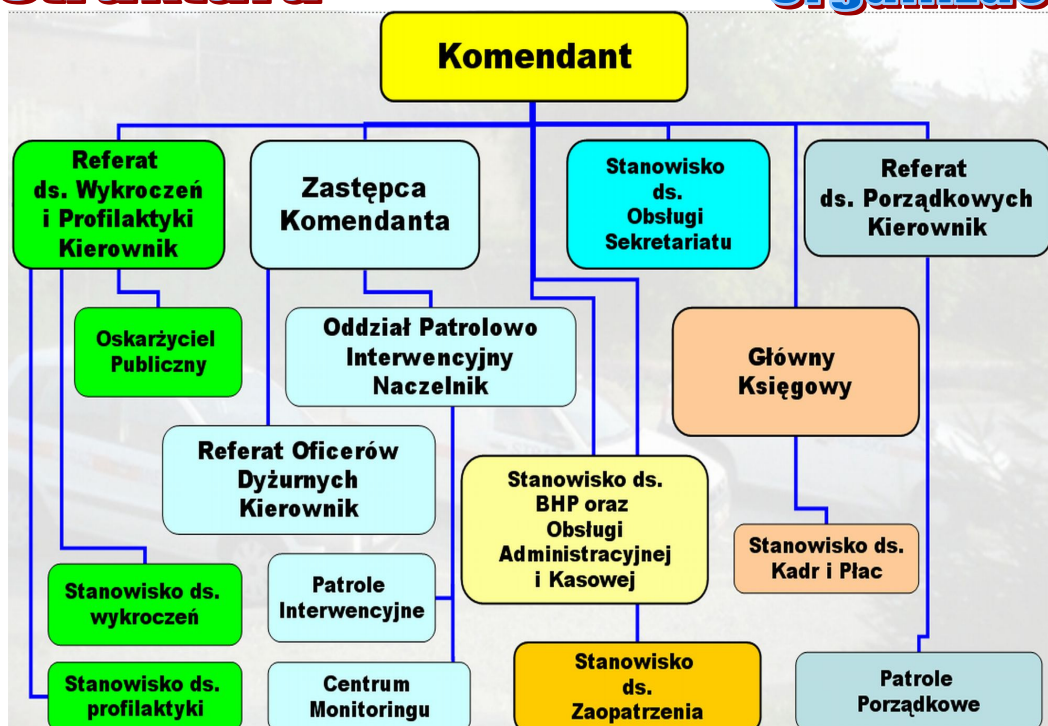 Komendant
Referat
ds. Wykroczeń
i Profilaktyki
Kierownik
Zastępca
Komendanta
Stanowisko
ds.
Obsługi
Sekretariatu
Referat
ds. Porządkowych
Kierownik
Oskarżyciel
Publiczny
Oddział Patrolowo
Interwencyjny
Naczelnik
Główny
Księgowy
Referat Oficerów
Dyżurnych
Kierownik
Stanowisko ds.
BHP oraz
Obsługi
Administracyjnej
i Kasowej
Stanowisko ds.
Kadr i Płac
Stanowisko ds.
wykroczeń
Patrole
Interwencyjne
Stanowisko ds.
profilaktyki
Centrum
Monitoringu
Stanowisko
ds.
Zaopatrzenia
Patrole
Porządkowe